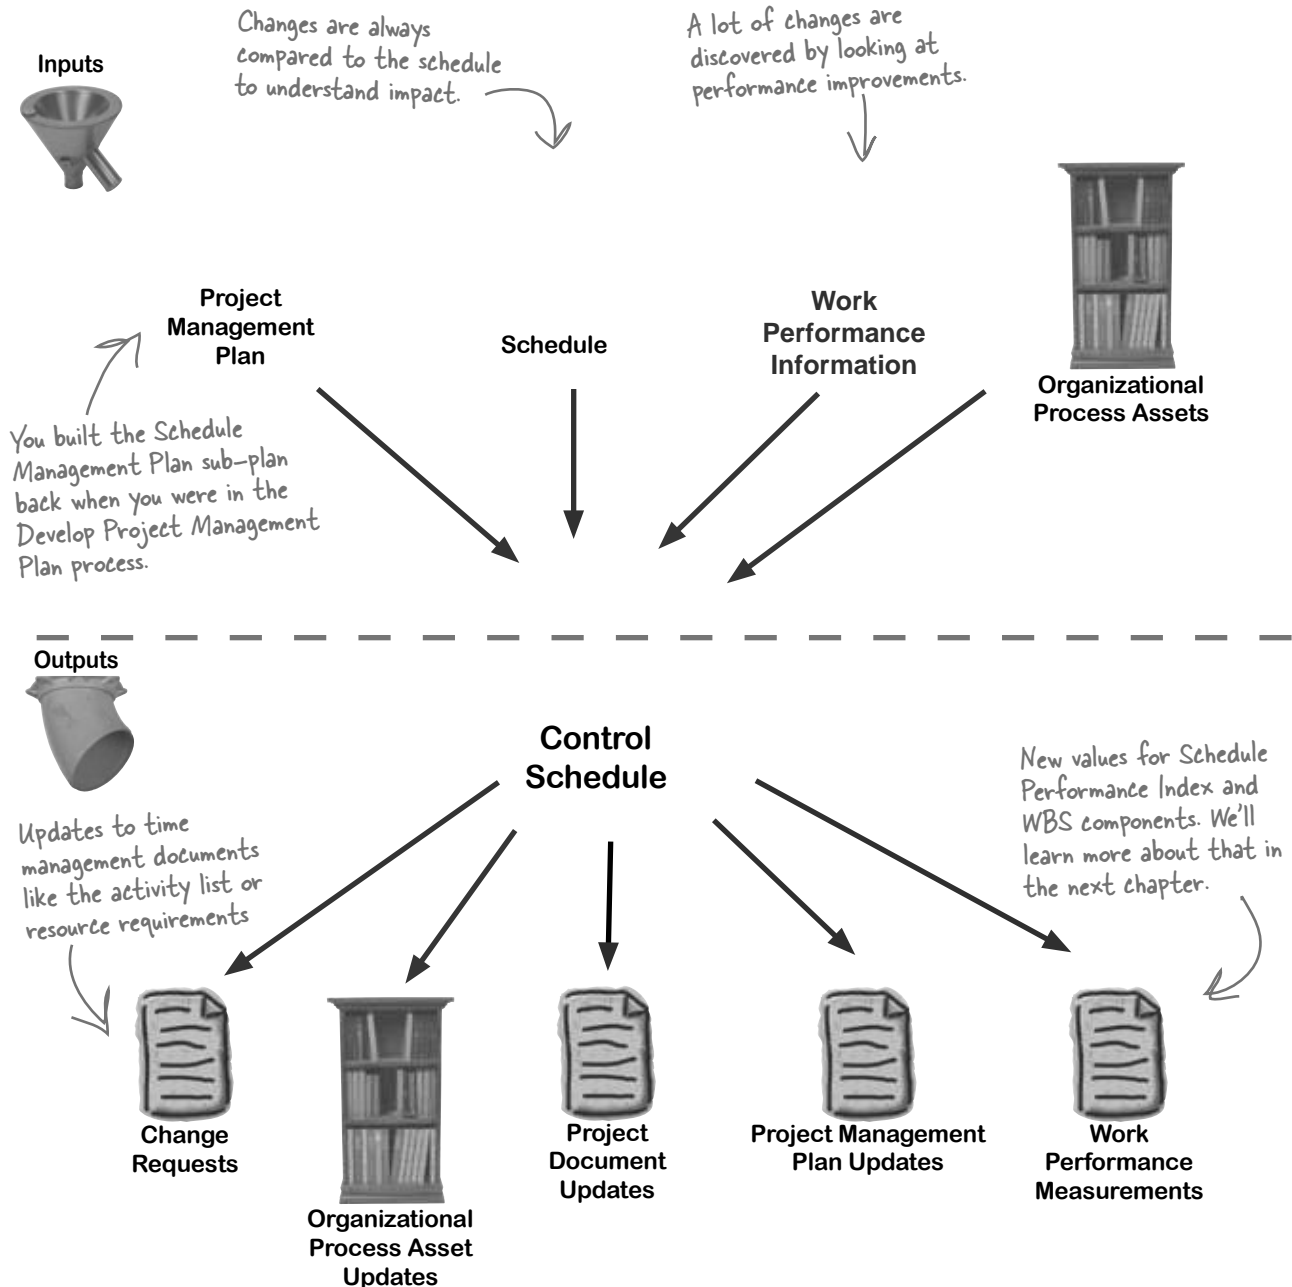 Inputs
Changes are always
compared to the schedule
to understand impact.
A lot of changes are
discovered by looking at
performance improvements.
Project
Management
Plan
Schedule
Work
Performance
Information
Organizational
Process Assets
You built the Schedule
Management Plan sub-plan
back when you were in the
Develop Project Management
Plan process.
Outputs
Control
Schedule
Updates to time
management documents
like the activity list or
resource requirements
New values for Schedule
Performance Index and
WBS components. We'll
learn more about that in
the next chapter.
Change
Requests
Organizational
Process Asset
Updates
Project
Document
Updates
Project Management
Plan Updates
Work
Performance
Measurements